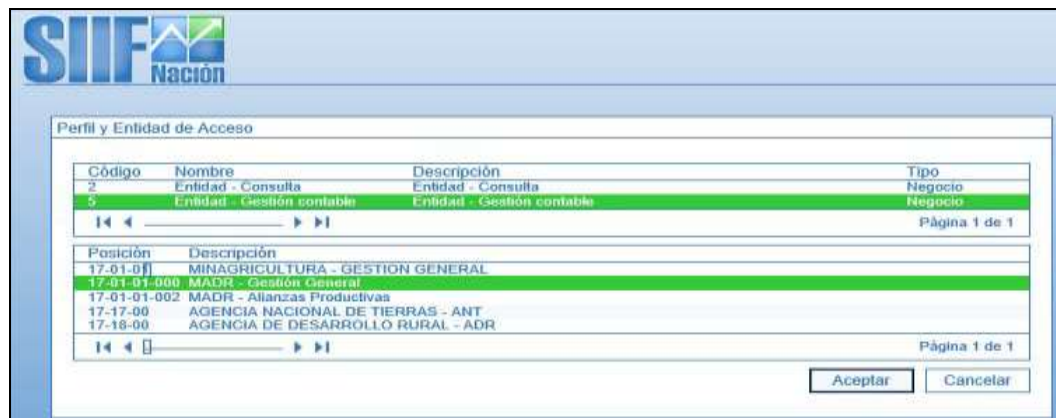 SIIF
Nación
Perfil y Entidad de Acceso
Código Nombre Descripción Tipo
2 Entidad - Consulta Entidad - Consulta Negocio
5 Entidad - Gestión contable Entidad - Gestión contable Negocio
Página 1 de 1
Posición Descripción
17-01-01 MINAGRICULTURA - GESTION GENERAL
17-01-01-000 MADR - Gestión General
17-01-01-002 MADR - Alianzas Productivas
17-17-00 AGENCIA NACIONAL DE TIERRAS - ANT
17-18-00 AGENCIA DE DESARROLLO RURAL - ADR
Página 1 de 1
Aceptar Cancelar